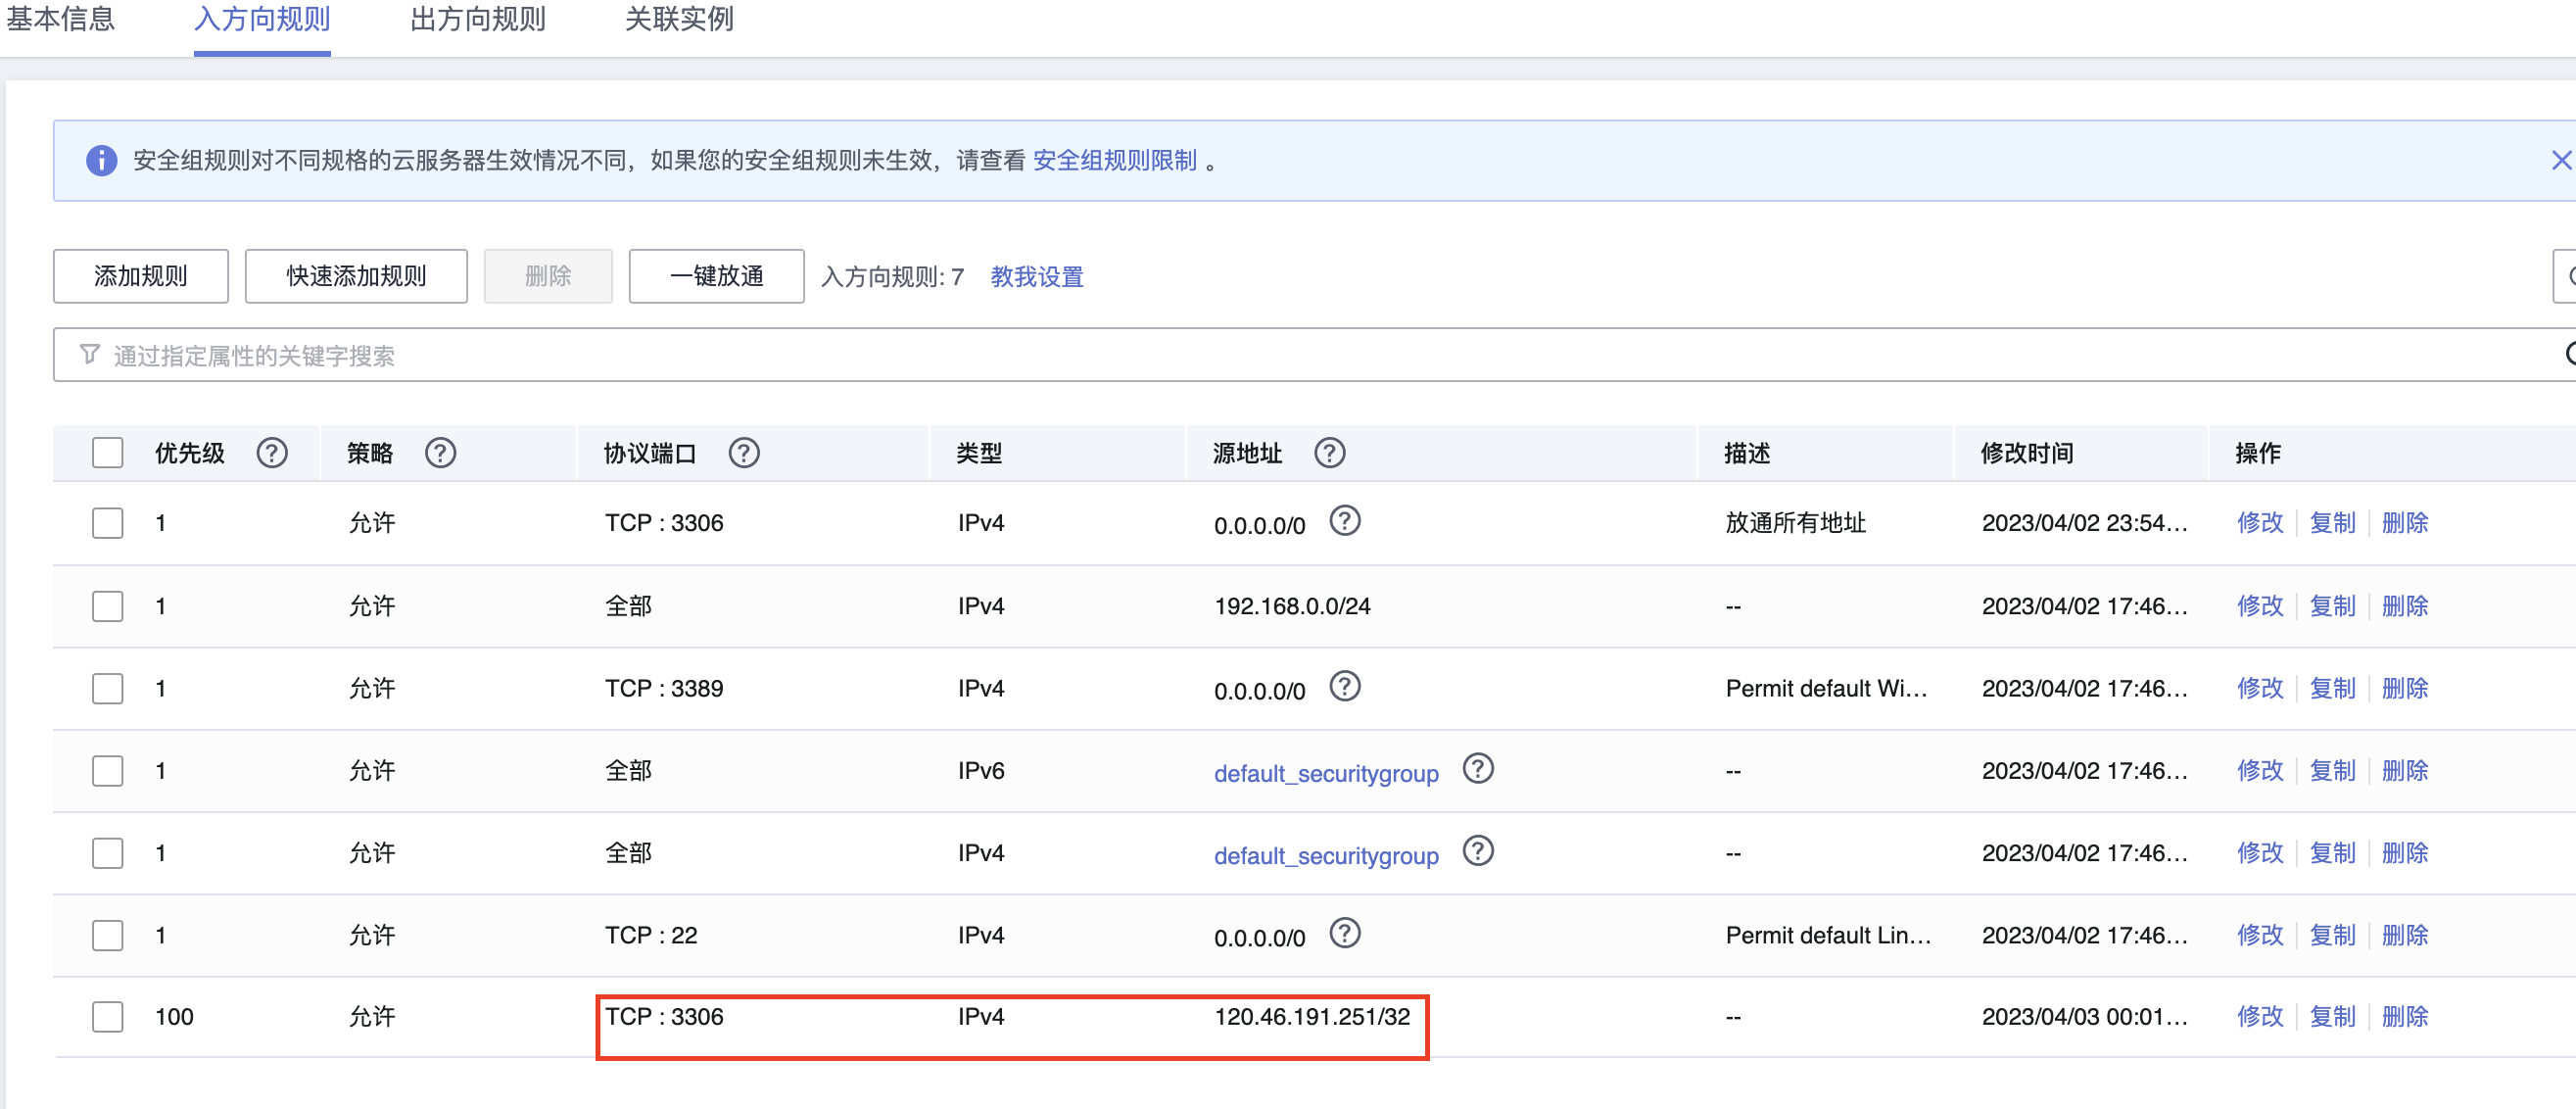 基本信息 入方向规则 出方向规则 关联实例
安全组规则对不同规格的云服务器生效情况不同，如果您的安全组规则未生效，请查看 安全组规则限制 。
添加规则 快速添加规则 删除 一键放通 入方向规则: 7 教我设置
通过指定属性的关键字搜索
优先级 策略 协议端口 类型 源地址 描述 修改时间 操作
1 允许 TCP : 3306 IPv4 0.0.0.0/0 放通所有地址 2023/04/02 23:54... 修改 复制 删除
1 允许 全部 IPv4 192.168.0.0/24 -- 2023/04/02 17:46... 修改 复制 删除
1 允许 TCP : 3389 IPv4 0.0.0.0/0 Permit default Wi... 2023/04/02 17:46... 修改 复制 删除
1 允许 全部 IPv6 default_securitygroup -- 2023/04/02 17:46... 修改 复制 删除
1 允许 全部 IPv4 default_securitygroup -- 2023/04/02 17:46... 修改 复制 删除
1 允许 TCP : 22 IPv4 0.0.0.0/0 Permit default Lin... 2023/04/02 17:46... 修改 复制 删除
100 允许 TCP : 3306 IPv4 120.46.191.251/32 -- 2023/04/03 00:01... 修改 复制 删除